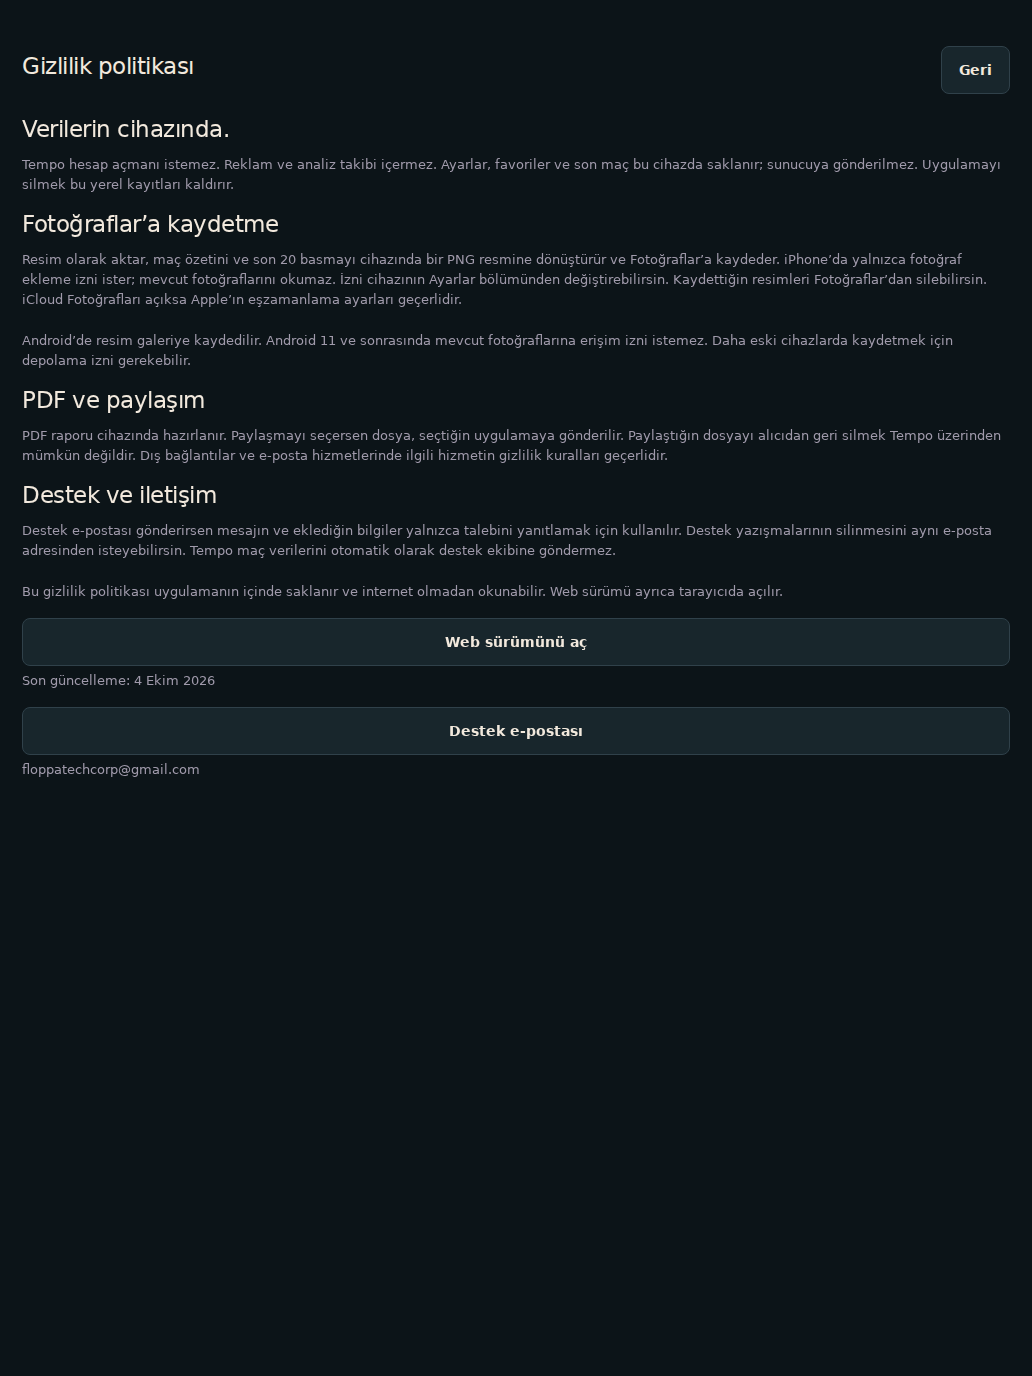 Gizlilik politikası
Geri
Verilerin cihazında.
Tempo hesap açmanı istemez. Reklam ve analiz takibi içermez. Ayarlar, favoriler ve son maç bu cihazda saklanır; sunucuya gönderilmez. Uygulamayı
silmek bu yerel kayıtları kaldırır.
Fotoğraflar’a kaydetme
Resim olarak aktar, maç özetini ve son 20 basmayı cihazında bir PNG resmine dönüştürür ve Fotoğraflar’a kaydeder. iPhone’da yalnızca fotoğraf
ekleme izni ister; mevcut fotoğraflarını okumaz. İzni cihazının Ayarlar bölümünden değiştirebilirsin. Kaydettiğin resimleri Fotoğraflar’dan silebilirsin.
iCloud Fotoğrafları açıksa Apple’ın eşzamanlama ayarları geçerlidir.
Android’de resim galeriye kaydedilir. Android 11 ve sonrasında mevcut fotoğraflarına erişim izni istemez. Daha eski cihazlarda kaydetmek için
depolama izni gerekebilir.
PDF ve paylaşım
PDF raporu cihazında hazırlanır. Paylaşmayı seçersen dosya, seçtiğin uygulamaya gönderilir. Paylaştığın dosyayı alıcıdan geri silmek Tempo üzerinden
mümkün değildir. Dış bağlantılar ve e-posta hizmetlerinde ilgili hizmetin gizlilik kuralları geçerlidir.
Destek ve iletişim
Destek e-postası gönderirsen mesajın ve eklediğin bilgiler yalnızca talebini yanıtlamak için kullanılır. Destek yazışmalarının silinmesini aynı e-posta
adresinden isteyebilirsin. Tempo maç verilerini otomatik olarak destek ekibine göndermez.
Bu gizlilik politikası uygulamanın içinde saklanır ve internet olmadan okunabilir. Web sürümü ayrıca tarayıcıda açılır.
Web sürümünü aç
Son güncelleme: 4 Ekim 2026
Destek e-postası
floppatechcorp@gmail.com